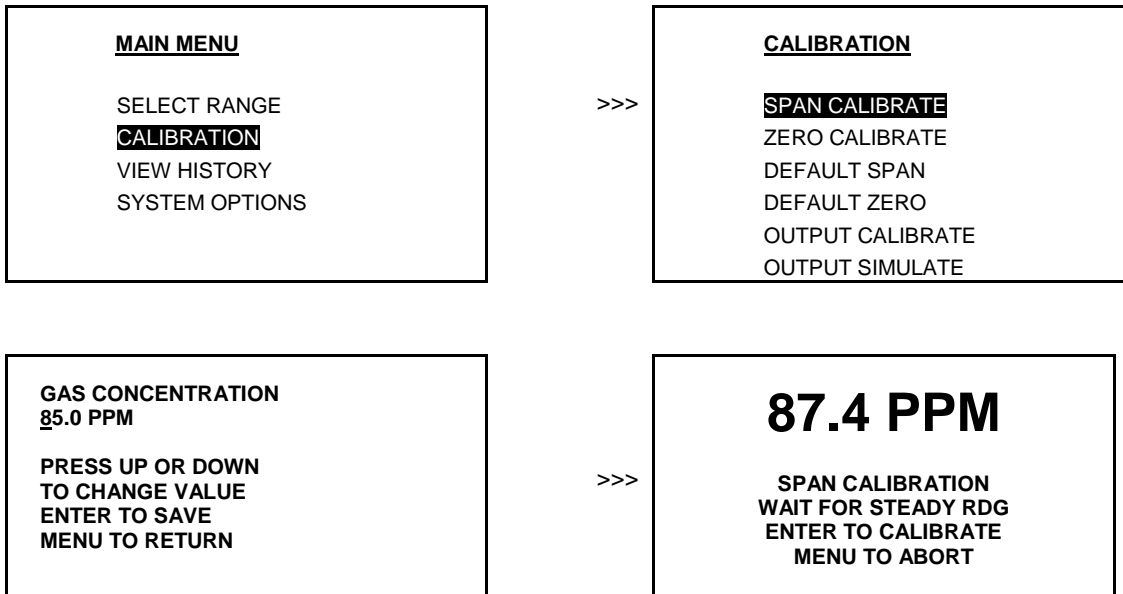 MAIN MENU
SELECT RANGE
CALIBRATION
VIEW HISTORY
SYSTEM OPTIONS
>>>
CALIBRATION
SPAN CALIBRATE
ZERO CALIBRATE
DEFAULT SPAN
DEFAULT ZERO
OUTPUT CALIBRATE
OUTPUT SIMULATE
GAS CONCENTRATION
85.0 PPM
PRESS UP OR DOWN
TO CHANGE VALUE
ENTER TO SAVE
MENU TO RETURN
>>>
87.4 PPM
SPAN CALIBRATION
WAIT FOR STEADY RDG
ENTER TO CALIBRATE
MENU TO ABORT